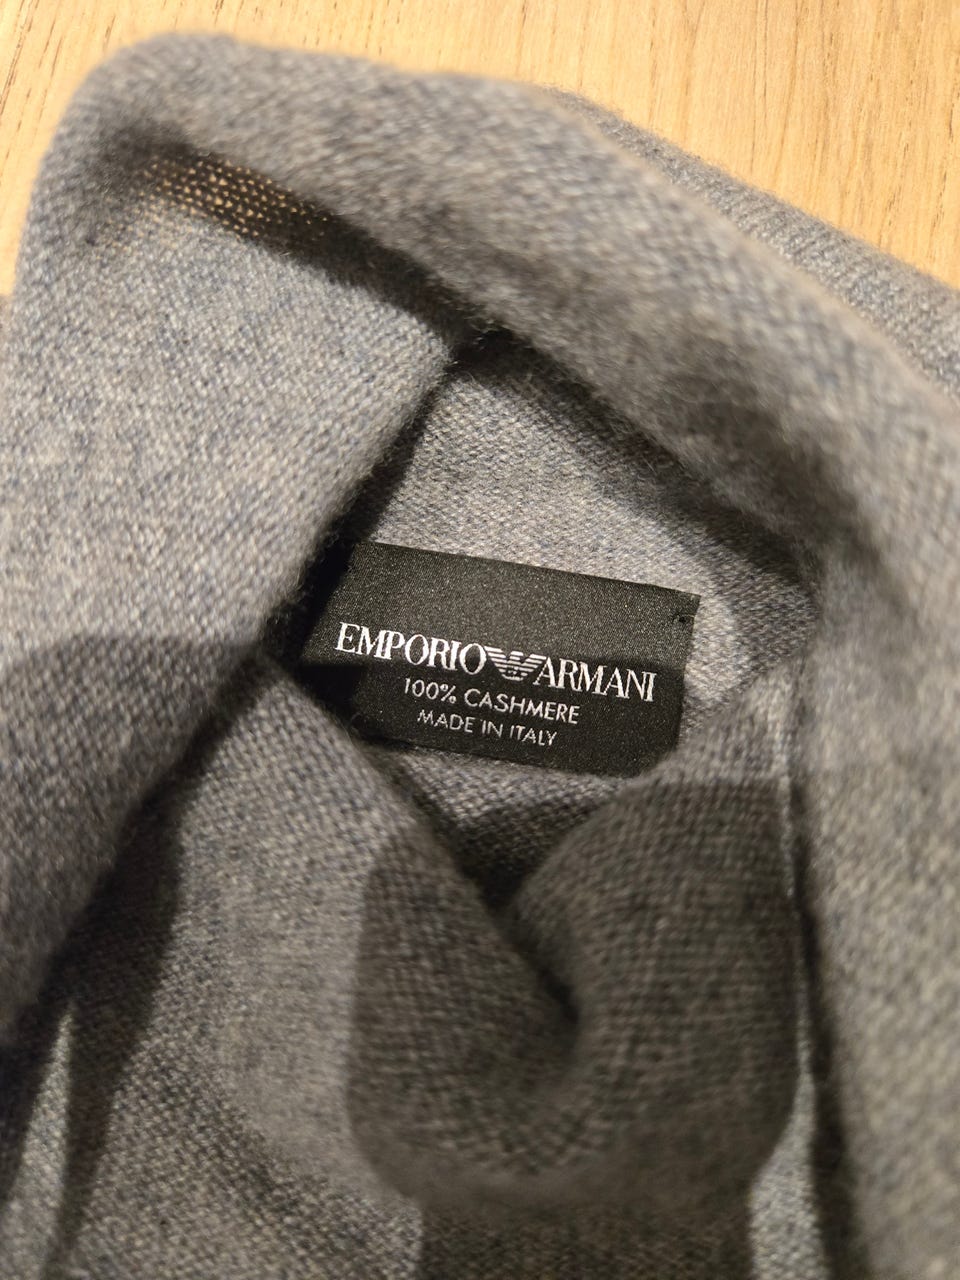 EMPORIO ARMANI
100% CASHMERE
MADE IN ITALY